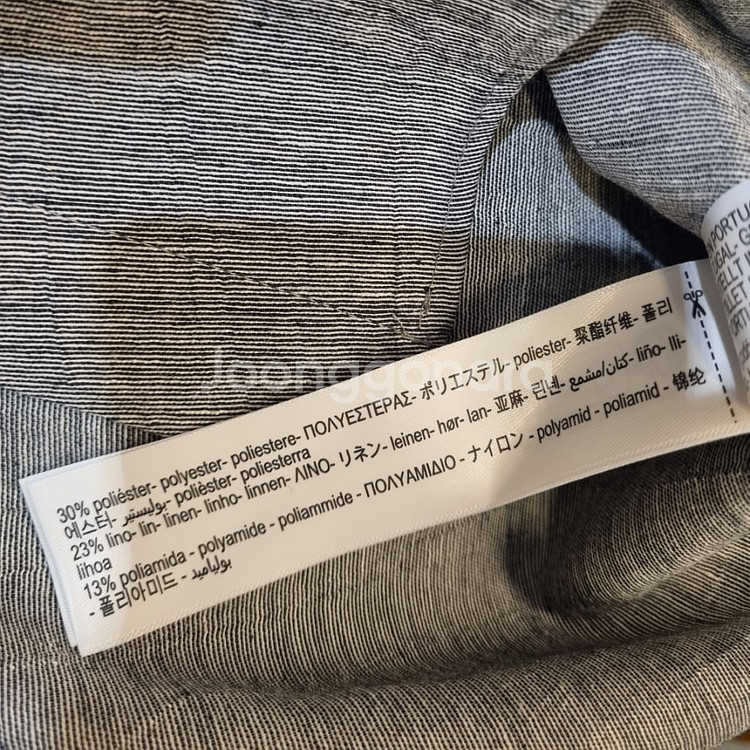 30% poliéster- polyester- poliestere- ΠΟΛΥΕΣΤΕΡΑΣ- ポリエステル- poliester- 聚酯纤维- 폴리
에스터- بوليستير- polièster- poliesterra
23% lino- lin- linen- linho- linnen- ΛΙΝΟ- リネン- leinen- hør- lan- 亚麻- 린넨- كتان/مشمع- liño- lli-
lihoa
13% poliamida - polyamide - poliammide - ΠΟΛΥΑΜΙΔΙΟ - ナイロン - polyamid - poliamid - 锦纶
- 폴리아미드 - بولياميد
Joonggonara